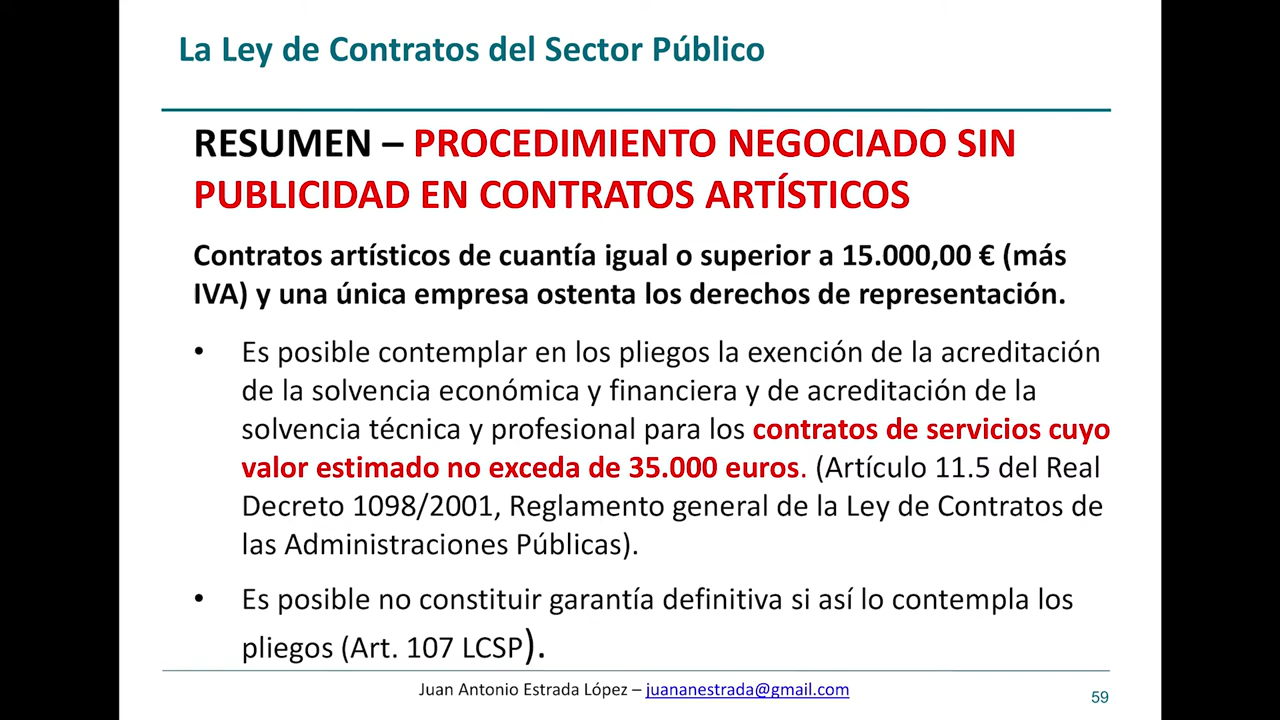 La Ley de Contratos del Sector Público
RESUMEN – PROCEDIMIENTO NEGOCIADO SIN
PUBLICIDAD EN CONTRATOS ARTÍSTICOS
Contratos artísticos de cuantía igual o superior a 15.000,00 € (más
IVA) y una única empresa ostenta los derechos de representación.
• Es posible contemplar en los pliegos la exención de la acreditación
de la solvencia económica y financiera y de acreditación de la
solvencia técnica y profesional para los contratos de servicios cuyo
valor estimado no exceda de 35.000 euros. (Artículo 11.5 del Real
Decreto 1098/2001, Reglamento general de la Ley de Contratos de
las Administraciones Públicas).
• Es posible no constituir garantía definitiva si así lo contempla los
pliegos (Art. 107 LCSP).
Juan Antonio Estrada López – juananestrada@gmail.com
59